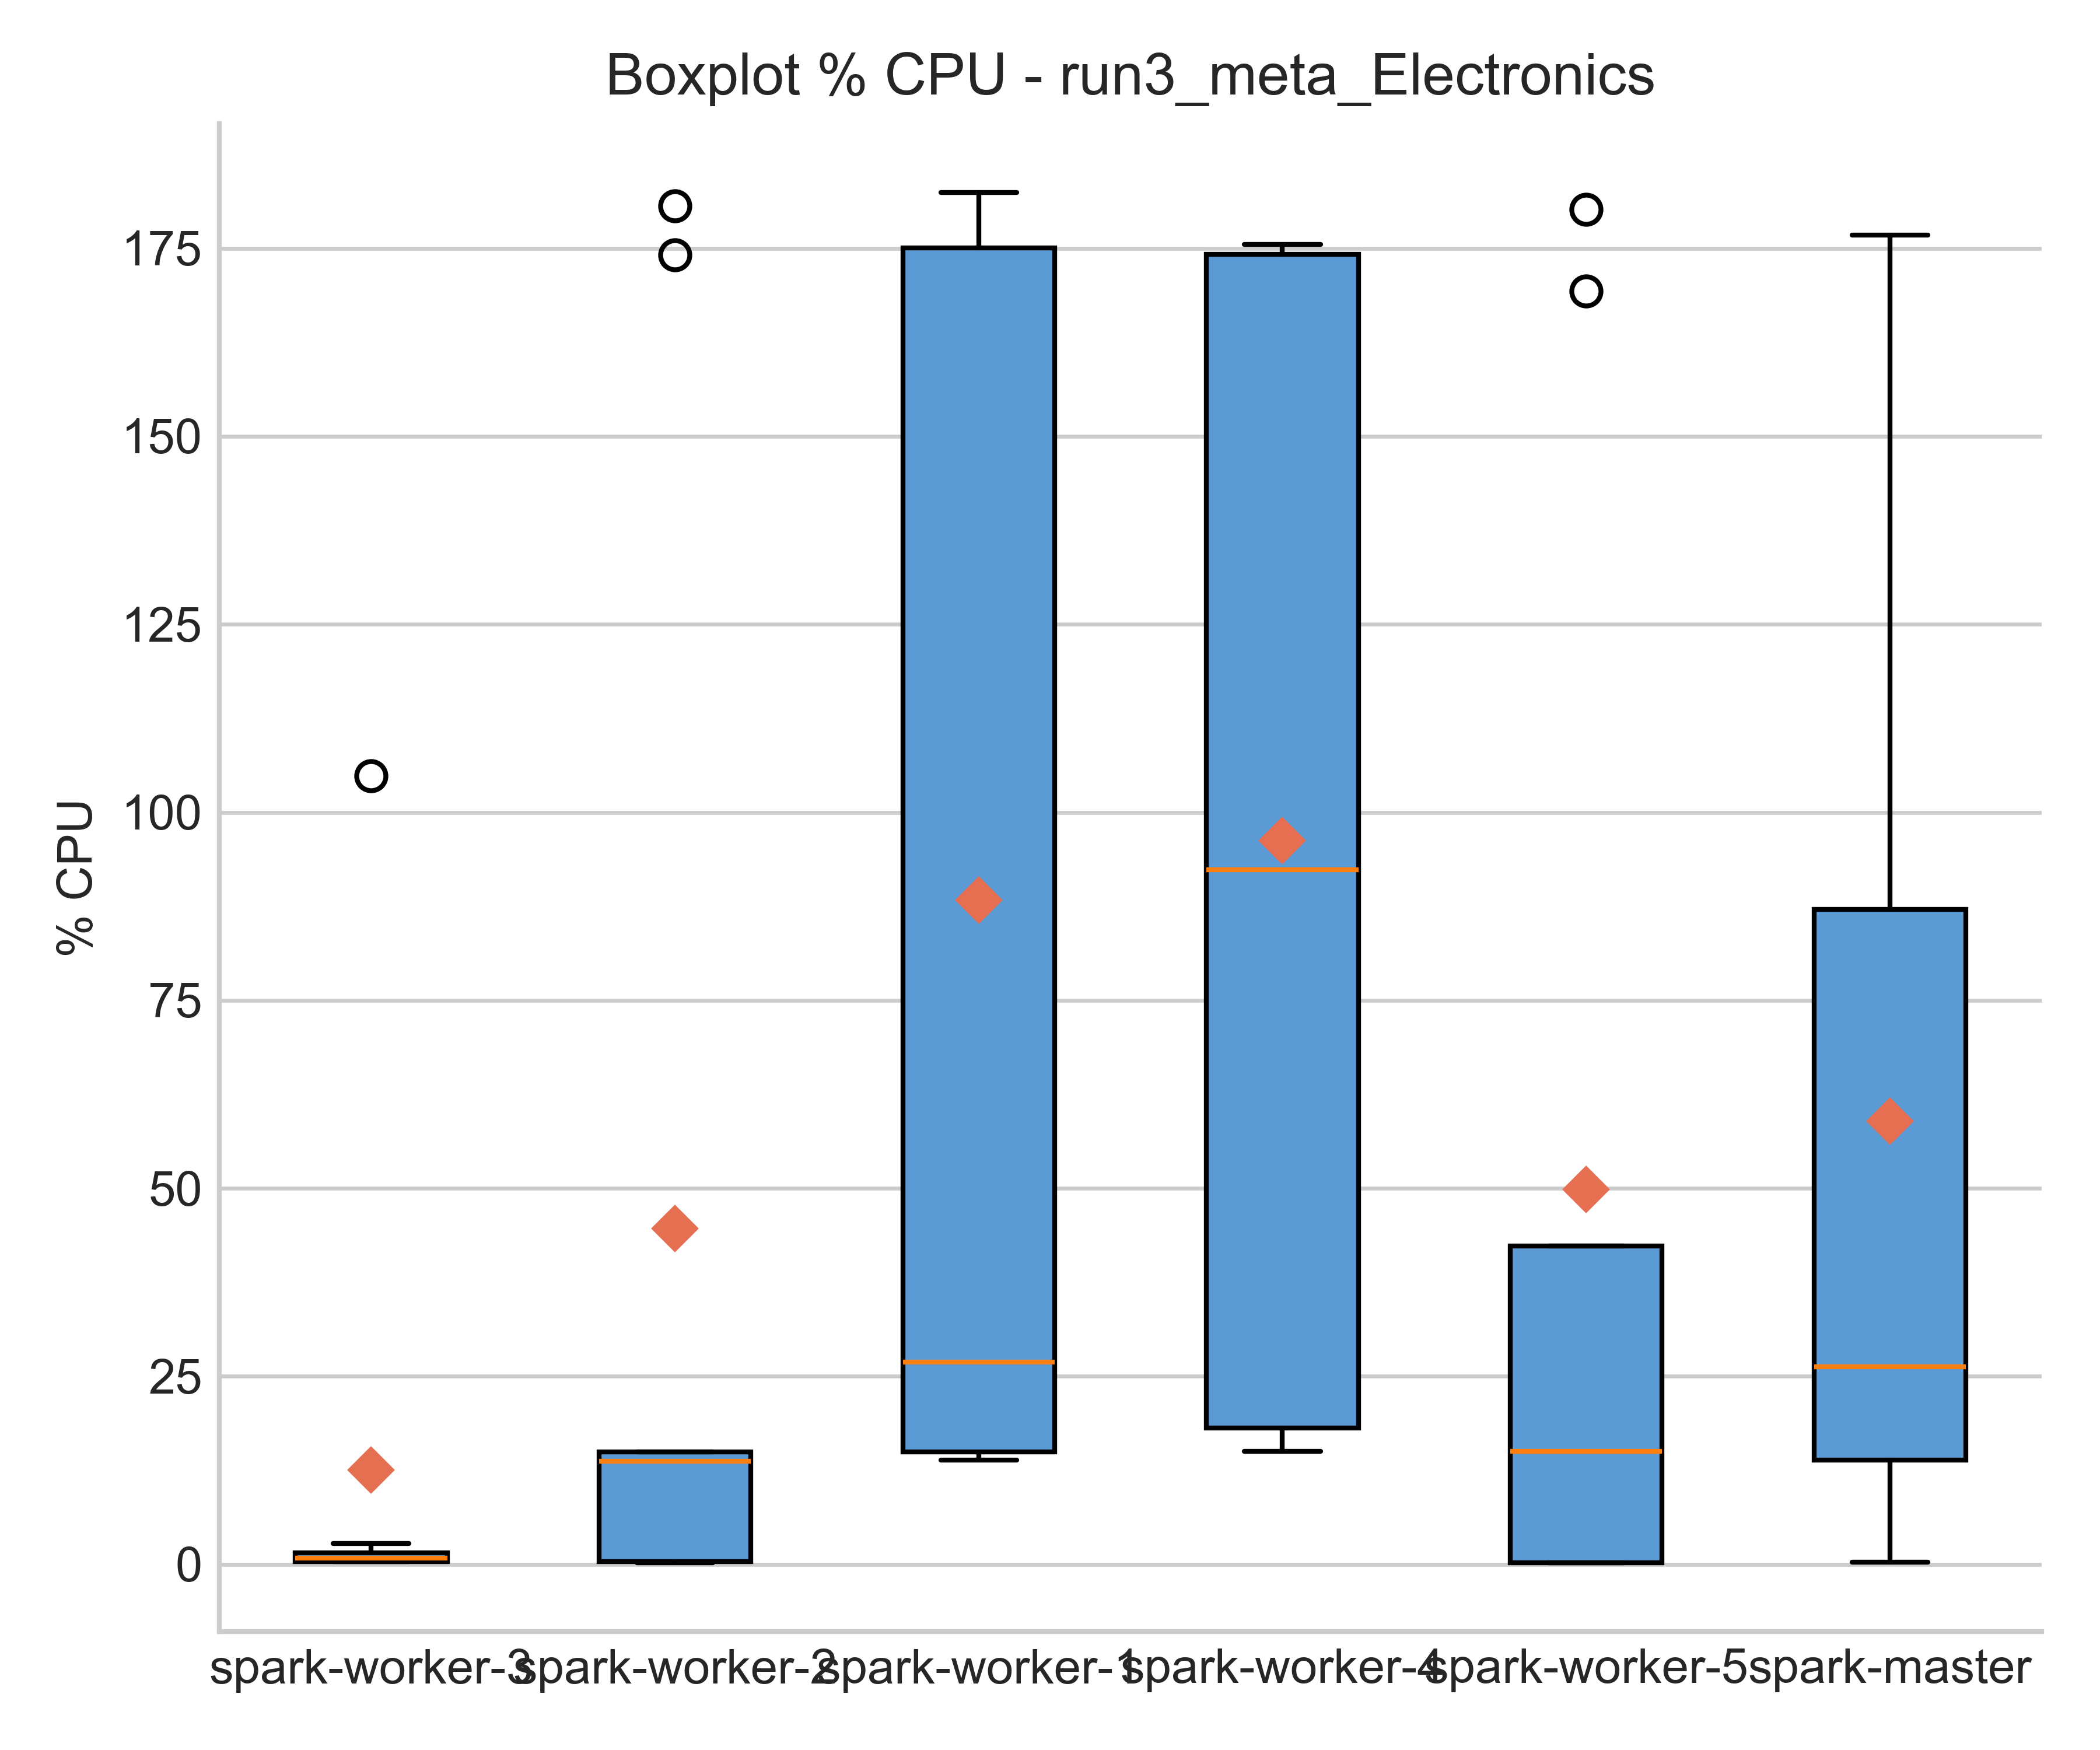 Boxplot % CPU - run3_meta_Electronics
% CPU
175
150
125
100
75
50
25
0
spark-worker-3
spark-worker-2
spark-worker-1
spark-worker-4
spark-worker-5
spark-master